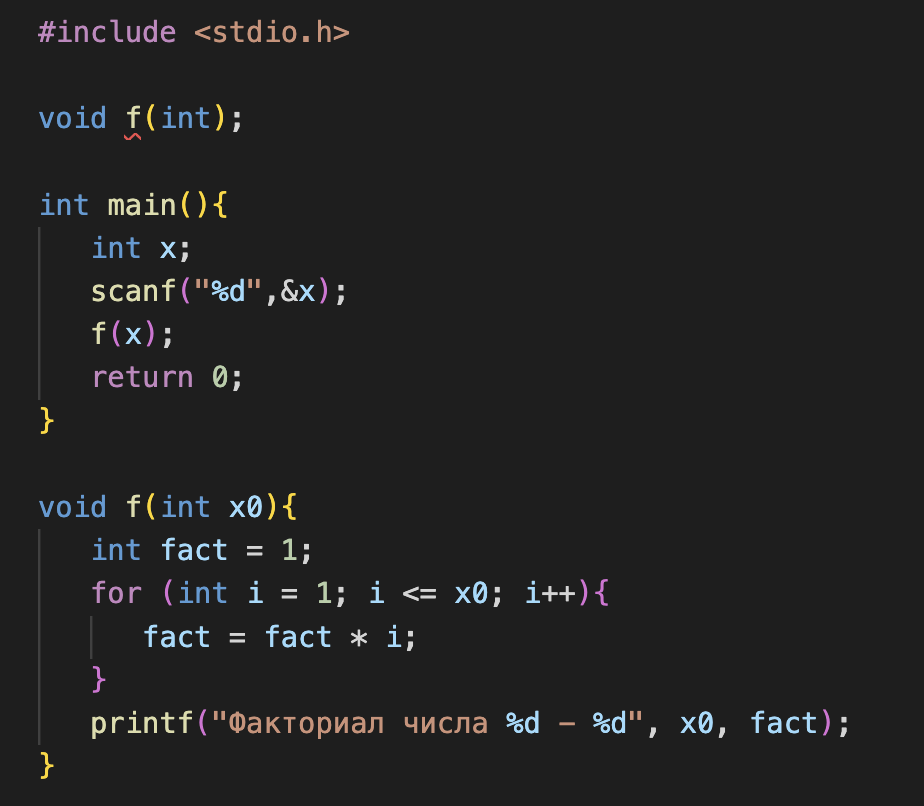 #include <stdio.h>
void f(int);
int main(){
int x;
scanf("%d",&x);
f(x);
return 0;
}
void f(int x0){
int fact = 1;
for (int i = 1; i <= x0; i++){
fact = fact * i;
}
printf("Факториал числа %d – %d", x0, fact);
}